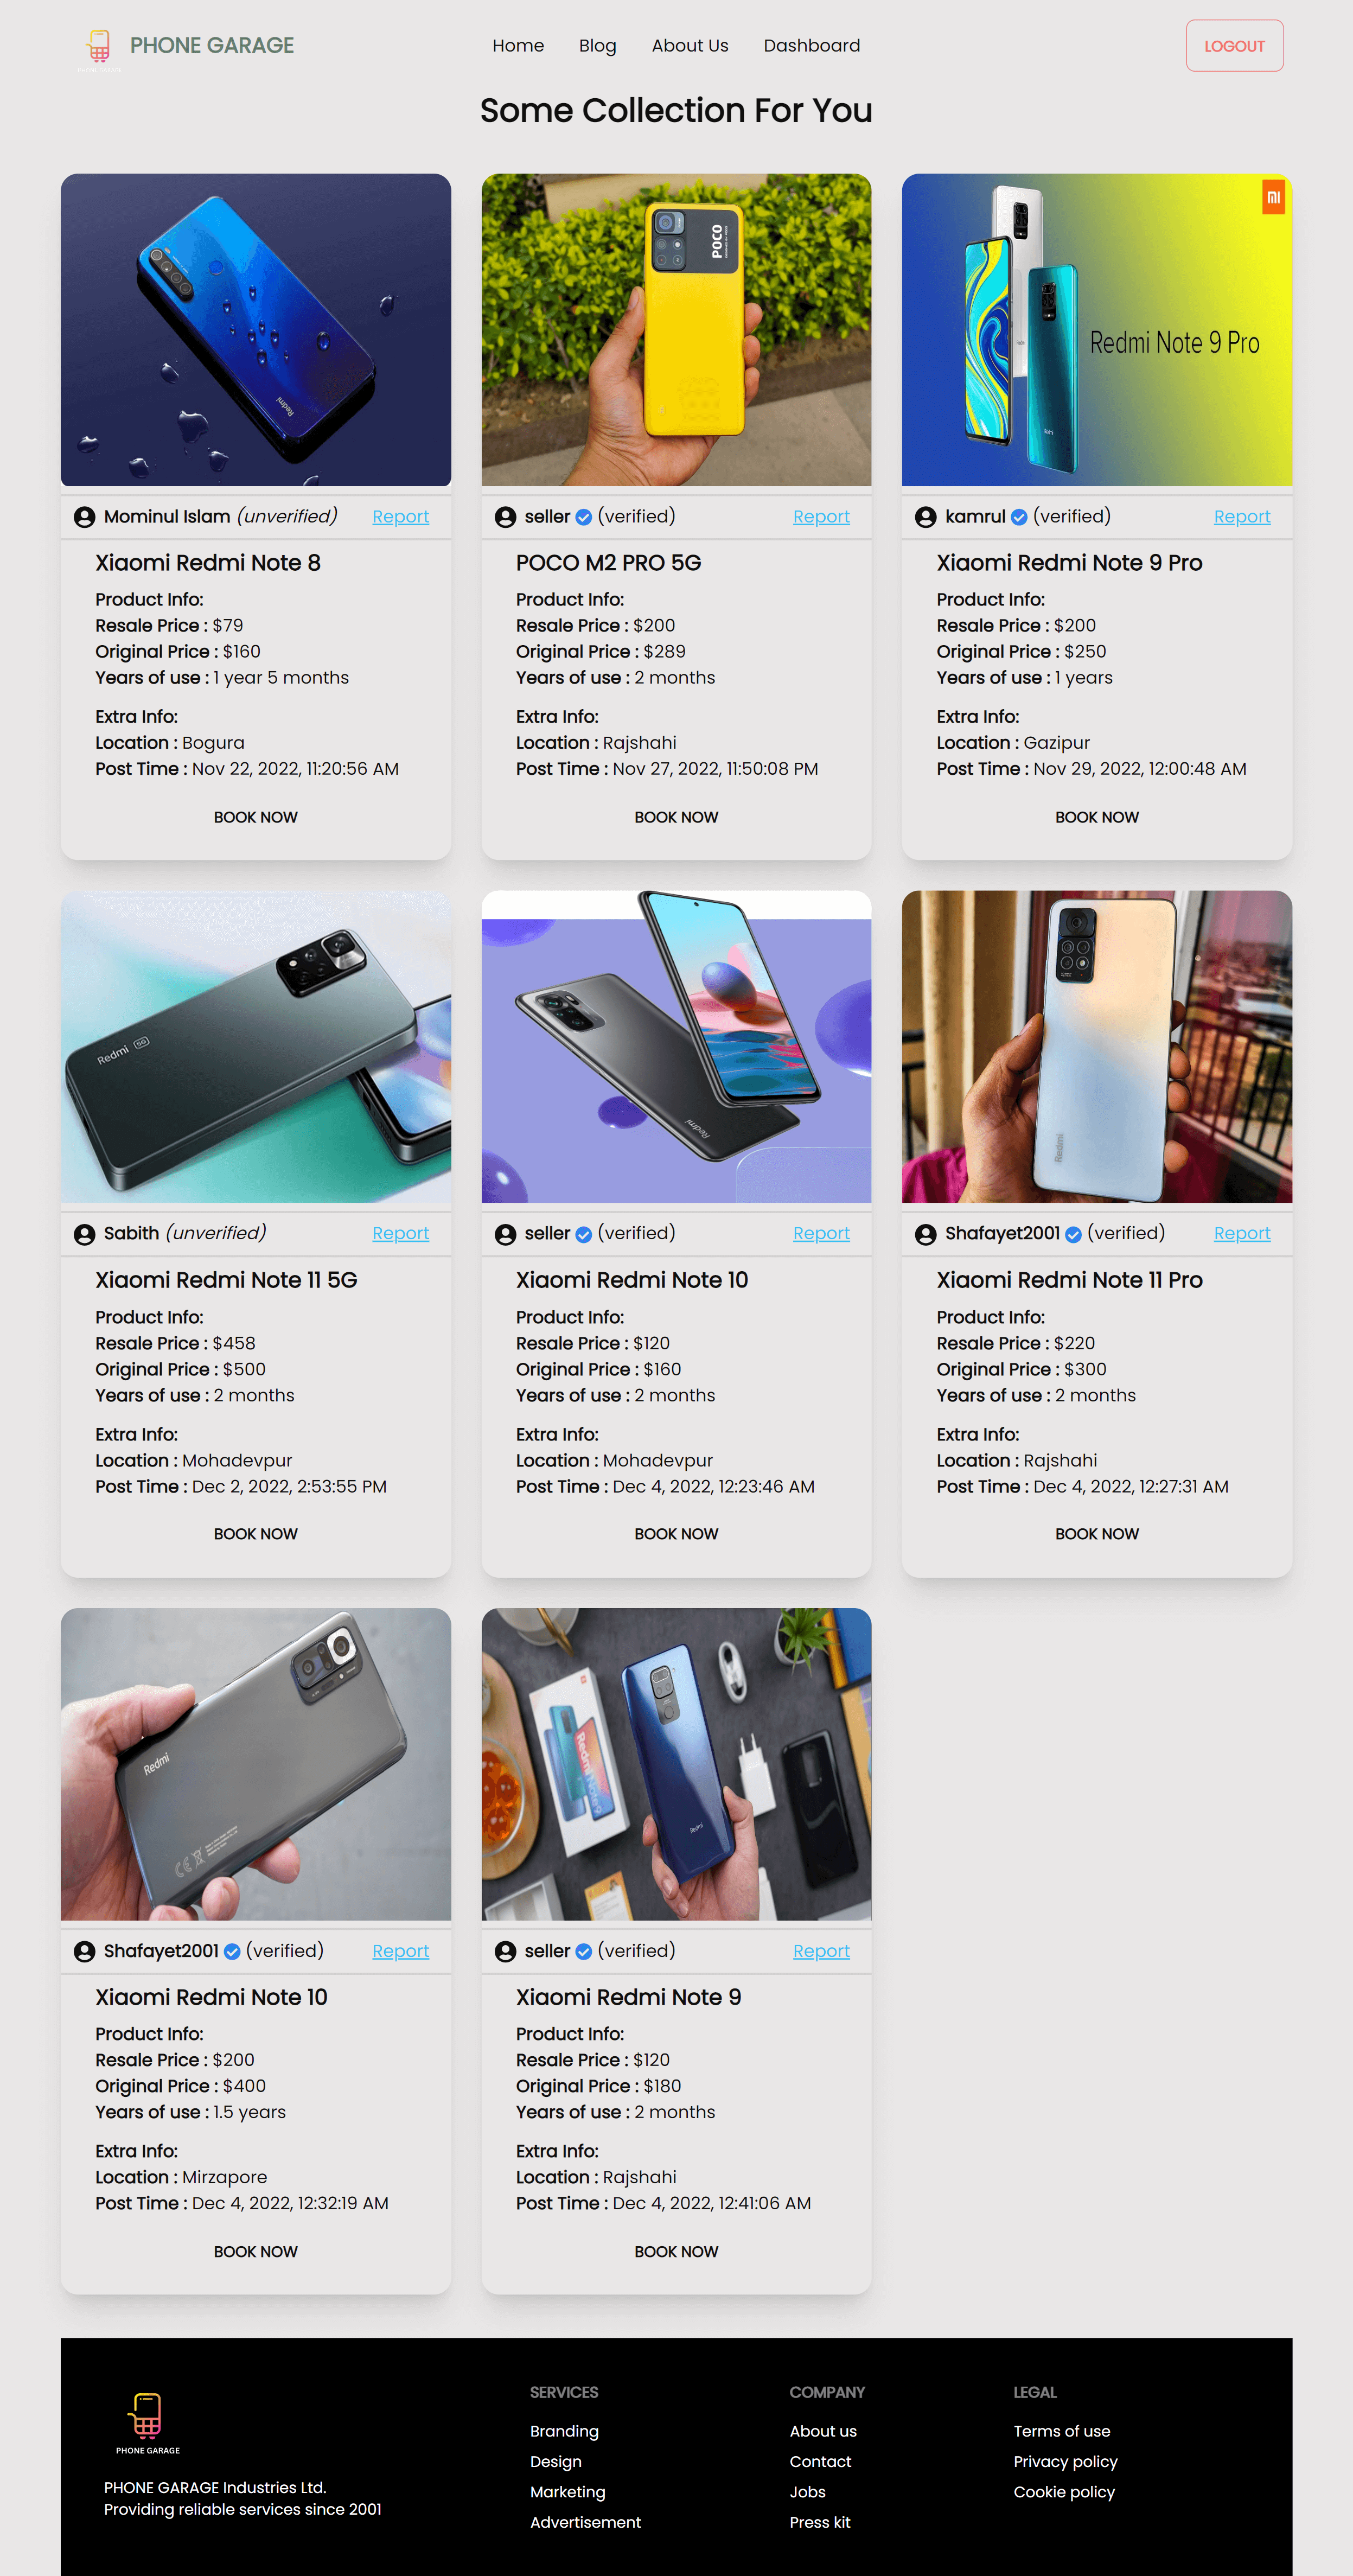 PHONE GARAGE
Home
Blog
About Us
Dashboard
LOGOUT
Some Collection For You
Redmi
POCO
Redmi Note 9 Pro
Mominul Islam (unverified) Report
seller (verified) Report
kamrul (verified) Report
Xiaomi Redmi Note 8
Product Info:
Resale Price : $79
Original Price : $160
Years of use : 1 year 5 months
Extra Info:
Location : Bogura
Post Time : Nov 22, 2022, 11:20:56 AM
BOOK NOW
POCO M2 PRO 5G
Product Info:
Resale Price : $200
Original Price : $289
Years of use : 2 months
Extra Info:
Location : Rajshahi
Post Time : Nov 27, 2022, 11:50:08 PM
BOOK NOW
Xiaomi Redmi Note 9 Pro
Product Info:
Resale Price : $200
Original Price : $250
Years of use : 1 years
Extra Info:
Location : Gazipur
Post Time : Nov 29, 2022, 12:00:48 AM
BOOK NOW
Redmi 5G
Redmi
Redmi
Sabith (unverified) Report
seller (verified) Report
Shafayet2001 (verified) Report
Xiaomi Redmi Note 11 5G
Product Info:
Resale Price : $458
Original Price : $500
Years of use : 2 months
Extra Info:
Location : Mohadevpur
Post Time : Dec 2, 2022, 2:53:55 PM
BOOK NOW
Xiaomi Redmi Note 10
Product Info:
Resale Price : $120
Original Price : $160
Years of use : 2 months
Extra Info:
Location : Mohadevpur
Post Time : Dec 4, 2022, 12:23:46 AM
BOOK NOW
Xiaomi Redmi Note 11 Pro
Product Info:
Resale Price : $220
Original Price : $300
Years of use : 2 months
Extra Info:
Location : Rajshahi
Post Time : Dec 4, 2022, 12:27:31 AM
BOOK NOW
Redmi
Redmi Note 9
Redmi
Shafayet2001 (verified) Report
seller (verified) Report
Xiaomi Redmi Note 10
Product Info:
Resale Price : $200
Original Price : $400
Years of use : 1.5 years
Extra Info:
Location : Mirzapore
Post Time : Dec 4, 2022, 12:32:19 AM
BOOK NOW
Xiaomi Redmi Note 9
Product Info:
Resale Price : $120
Original Price : $180
Years of use : 2 months
Extra Info:
Location : Rajshahi
Post Time : Dec 4, 2022, 12:41:06 AM
BOOK NOW
PHONE GARAGE
PHONE GARAGE Industries Ltd.
Providing reliable services since 2001
SERVICES
Branding
Design
Marketing
Advertisement
COMPANY
About us
Contact
Jobs
Press kit
LEGAL
Terms of use
Privacy policy
Cookie policy